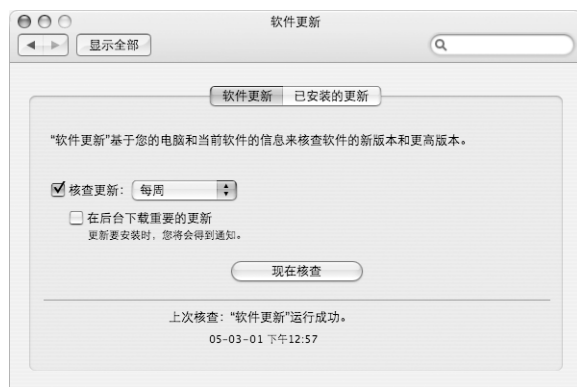 软件更新
显示全部
软件更新 已安装的更新
“软件更新”基于您的电脑和当前软件的信息来核查软件的新版本和更高版本。
核查更新: 每周
在后台下载重要的更新
更新要安装时，您将会得到通知。
现在核查
上次核查: “软件更新”运行成功。
05-03-01 下午12:57